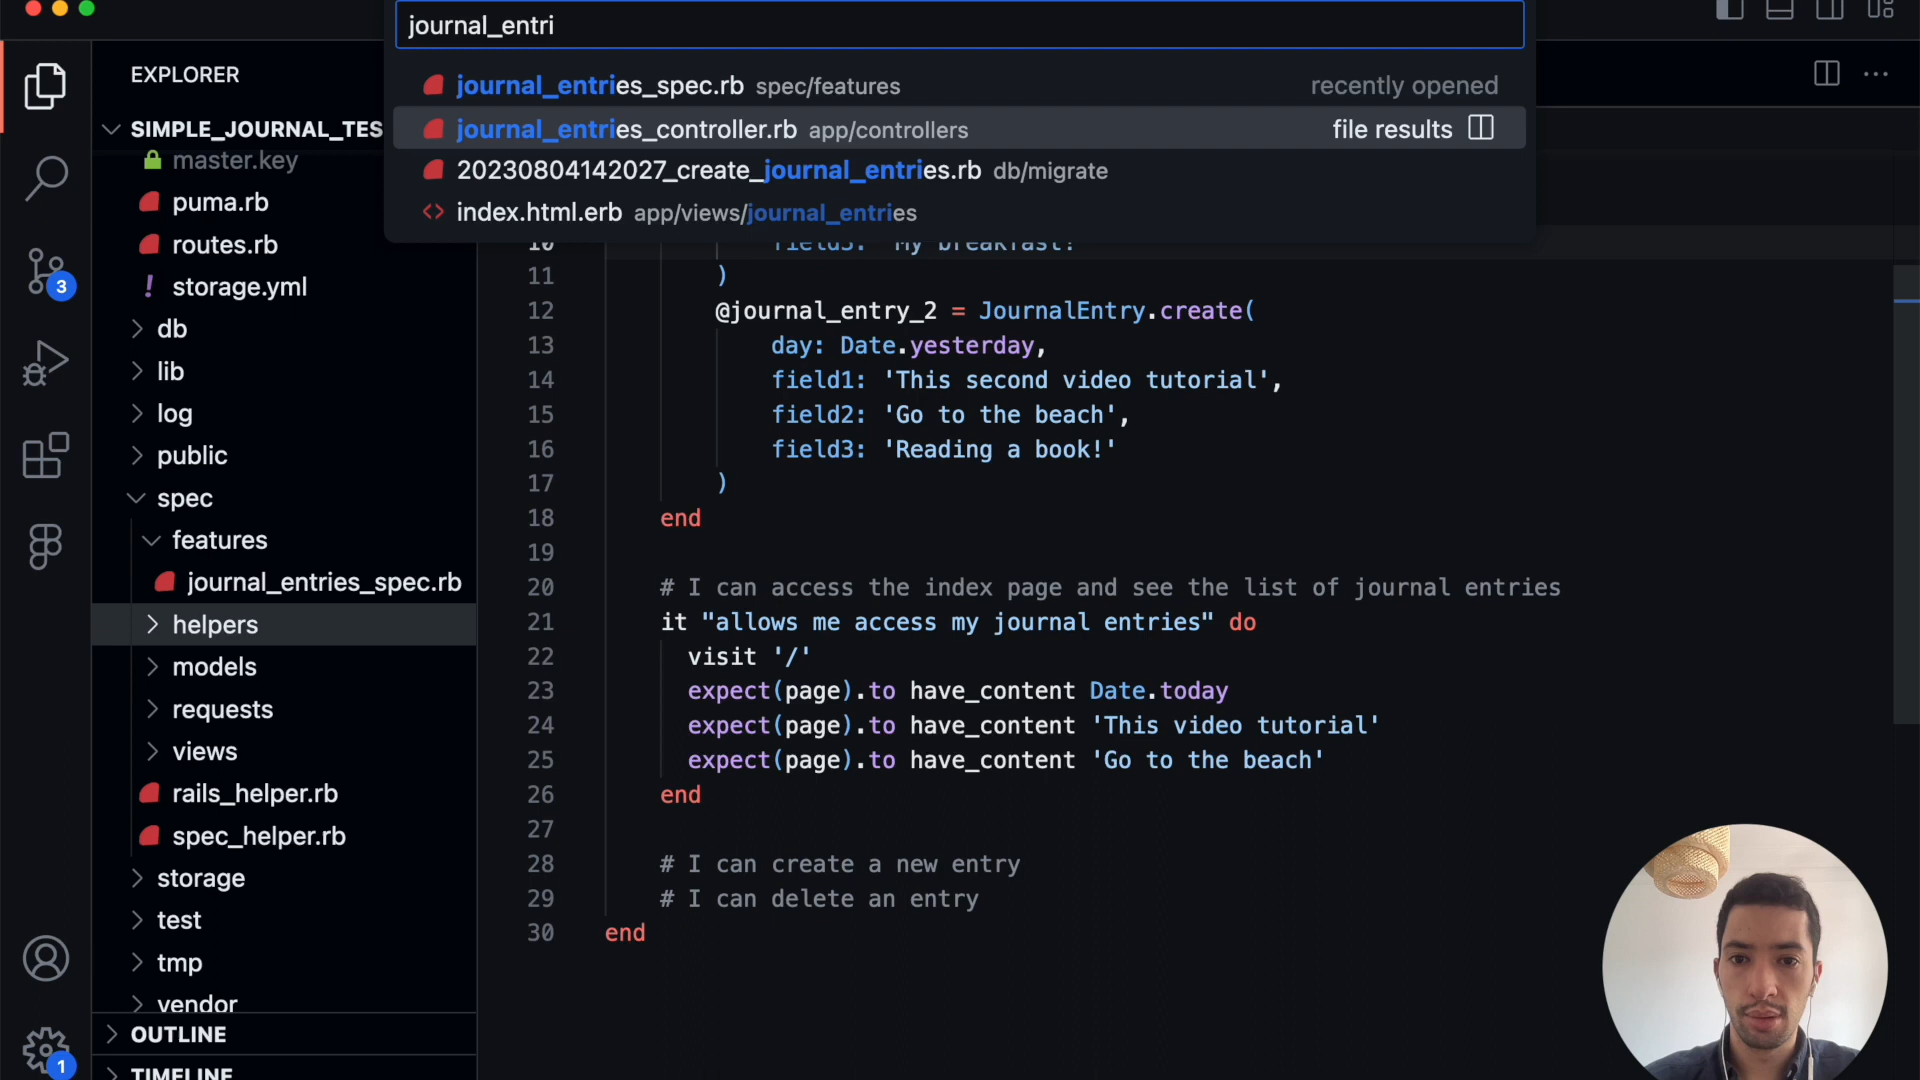 journal_entri
journal_entries_spec.rb spec/features recently opened
journal_entries_controller.rb app/controllers file results
20230804142027_create_journal_entries.rb db/migrate
index.html.erb app/views/journal_entries
EXPLORER
SIMPLE_JOURNAL_TES
master.key
puma.rb
routes.rb
! storage.yml
db
lib
log
public
spec
features
journal_entries_spec.rb
helpers
models
requests
views
rails_helper.rb
spec_helper.rb
storage
test
tmp
vendor
OUTLINE
TIMELINE
3
1
10 field3: 'My breakfast!'
11 )
12 @journal_entry_2 = JournalEntry.create(
13 day: Date.yesterday,
14 field1: 'This second video tutorial',
15 field2: 'Go to the beach',
16 field3: 'Reading a book!'
17 )
18 end
19
20 # I can access the index page and see the list of journal entries
21 it "allows me access my journal entries" do
22 visit '/'
23 expect(page).to have_content Date.today
24 expect(page).to have_content 'This video tutorial'
25 expect(page).to have_content 'Go to the beach'
26 end
27
28 # I can create a new entry
29 # I can delete an entry
30 end